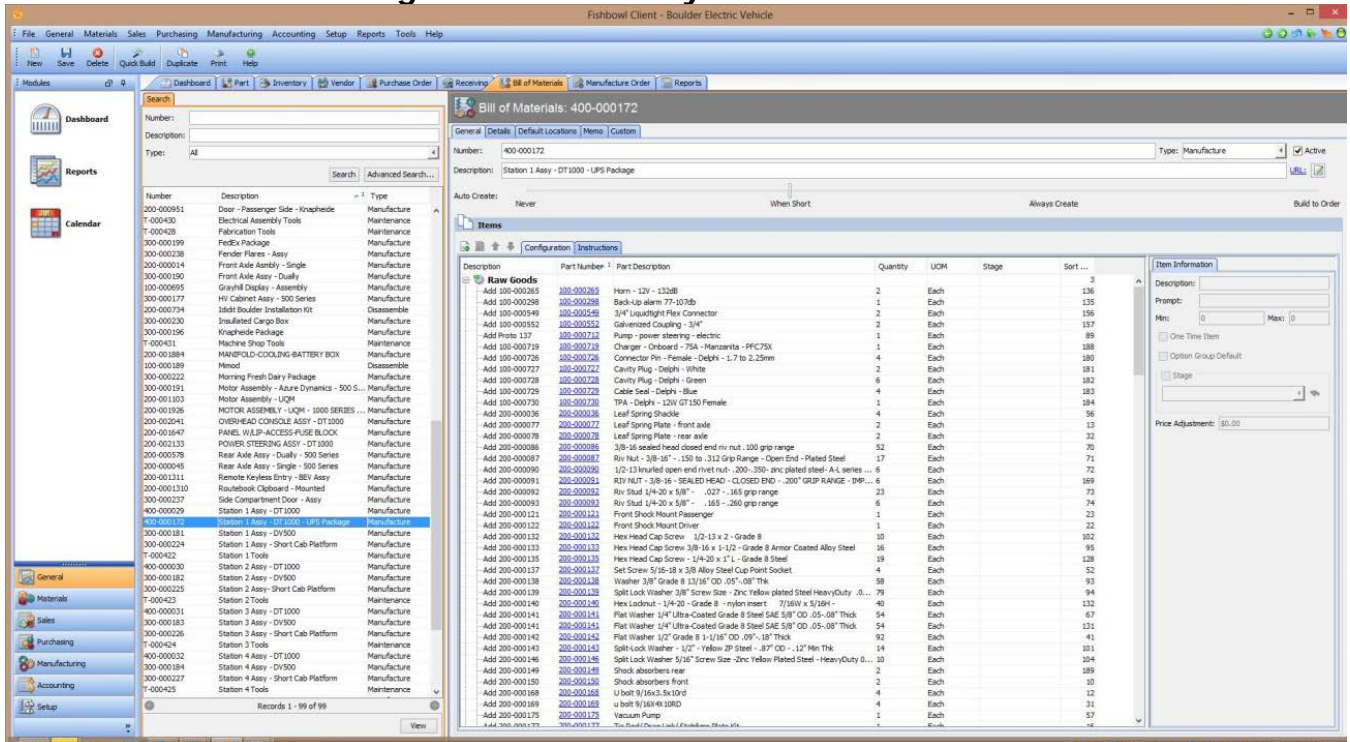 Fishbowl Client - Boulder Electric Vehicle
File General Materials Sales Purchasing Manufacturing Accounting Setup Reports Tools Help
New Save Delete Quick Build Duplicate Print Help
Modules
Dashboard Part Inventory Vendor Purchase Order Receiving Bill of Materials Manufacture Order Reports
Dashboard
Reports
Calendar
General
Materials
Sales
Purchasing
Manufacturing
Accounting
Setup
Search
Number:
Description:
Type: All
Search Advanced Search...
Number Description 1 Type
200-000951 Door - Passenger Side - Knapheide Manufacture
T-000430 Electrical Assembly Tools Maintenance
T-000428 Fabrication Tools Maintenance
300-000199 FedEx Package Manufacture
300-000238 Fender Flares - Assy Manufacture
200-000014 Front Axle Asmbly - Single Manufacture
300-000190 Front Axle Assy - Dually Manufacture
100-000695 Grayhill Display - Assembly Manufacture
300-000177 HV Cabinet Assy - 500 Series Manufacture
200-000734 Ididit Boulder Installation Kit Disassemble
300-000230 Insullated Cargo Box Manufacture
300-000196 Knapheide Package Manufacture
T-000431 Machine Shop Tools Maintenance
200-001884 MANIFOLD-COOLING-BATTERY BOX Manufacture
100-000189 Mimod Disassemble
300-000222 Morning Fresh Dairy Package Manufacture
300-000191 Motor Assembly - Azure Dynamics - 500 S... Manufacture
200-001103 Motor Assembly - UQM Manufacture
200-001926 MOTOR ASSEMBLY - UQM - 1000 SERIES ... Manufacture
200-002041 OVERHEAD CONSOLE ASSY - DT1000 Manufacture
200-001647 PANEL W/LIP-ACCESS-FUSE BLOCK Manufacture
200-002133 POWER STEERING ASSY - DT1000 Manufacture
200-000578 Rear Axle Assy - Dually - 500 Series Manufacture
200-000045 Rear Axle Assy - Single - 500 Series Manufacture
200-001311 Remote Keyless Entry - BEV Assy Manufacture
200-0001310 Routebook Clipboard - Mounted Manufacture
300-000237 Side Compartment Door - Assy Manufacture
400-000029 Station 1 Assy - DT1000 Manufacture
400-000172 Station 1 Assy - DT1000 - UPS Package Manufacture
300-000181 Station 1 Assy - DV500 Manufacture
300-000224 Station 1 Assy - Short Cab Platform Manufacture
T-000422 Station 1 Tools Maintenance
400-000030 Station 2 Assy - DT1000 Manufacture
300-000182 Station 2 Assy - DV500 Manufacture
300-000225 Station 2 Assy- Short Cab Platform Manufacture
T-000423 Station 2 Tools Maintenance
400-000031 Station 3 Assy - DT1000 Manufacture
300-000183 Station 3 Assy - DV500 Manufacture
300-000226 Station 3 Assy - Short Cab Platform Manufacture
T-000424 Station 3 Tools Maintenance
400-000032 Station 4 Assy - DT1000 Manufacture
300-000184 Station 4 Assy - DV500 Manufacture
300-000227 Station 4 Assy - Short Cab Platform Manufacture
T-000425 Station 4 Tools Maintenance
Records 1 - 99 of 99
View
Bill of Materials: 400-000172
General Details Default Locations Memo Custom
Number: 400-000172 Type: Manufacture Active
Description: Station 1 Assy - DT1000 - UPS Package URL:
Auto Create: Never When Short Always Create Build to Order
Items
Configuration Instructions
Description Part Number 1 Part Description Quantity UOM Stage Sort ...
Raw Goods 3
Add 100-000265 100-000265 Horn - 12V - 132dB 2 Each 136
Add 100-000298 100-000298 Back-Up alarm 77-107db 1 Each 135
Add 100-000549 100-000549 3/4" Liquidtight Flex Connector 2 Each 156
Add 100-000552 100-000552 Galvenized Coupling - 3/4" 2 Each 157
Add Proto 137 100-000712 Pump - power steering - electric 1 Each 89
Add 100-000719 100-000719 Charger - Onboard - 75A - Manzanita - PFC75X 1 Each 188
Add 100-000726 100-000726 Connector Pin - Female - Delphi - 1.7 to 2.25mm 4 Each 180
Add 100-000727 100-000727 Cavity Plug - Delphi - White 2 Each 181
Add 100-000728 100-000728 Cavity Plug - Delphi - Green 6 Each 182
Add 100-000729 100-000729 Cable Seal - Delphi - Blue 4 Each 183
Add 100-000730 100-000730 TPA - Delphi - 12W GT150 Female 1 Each 184
Add 200-000036 200-000036 Leaf Spring Shackle 4 Each 56
Add 200-000077 200-000077 Leaf Spring Plate - front axle 2 Each 13
Add 200-000078 200-000078 Leaf Spring Plate - rear axle 2 Each 32
Add 200-000086 200-000086 3/8-16 sealed head closed end riv nut .100 grip range 52 Each 70
Add 200-000087 200-000087 Riv Nut - 3/8-16" - .150 to .312 Grip Range - Open End - Plated Steel 17 Each 71
Add 200-000090 200-000090 1/2-13 knurled open end rivet nut- .200-.350- zinc plated steel- A-L series ... 6 Each 72
Add 200-000091 200-000091 RIV NUT - 3/8-16 - SEALED HEAD - CLOSED END - .200" GRIP RANGE - IMP... 6 Each 169
Add 200-000092 200-000092 Riv Stud 1/4-20 x 5/8" - .027 - .165 grip range 23 Each 73
Add 200-000093 200-000093 Riv Stud 1/4-20 x 5/8" - .165 - .260 grip range 6 Each 74
Add 200-000121 200-000121 Front Shock Mount Passenger 1 Each 23
Add 200-000122 200-000122 Front Shock Mount Driver 1 Each 22
Add 200-000132 200-000132 Hex Head Cap Screw 1/2-13 x 2 - Grade 8 10 Each 102
Add 200-000133 200-000133 Hex Head Cap Screw 3/8-16 x 1-1/2 - Grade 8 Armor Coated Alloy Steel 16 Each 95
Add 200-000135 200-000135 Hex Head Cap Screw - 1/4-20 x 1" L - Grade 8 Steel 19 Each 128
Add 200-000137 200-000137 Set Screw 5/16-18 x 3/8 Alloy Steel Cup Point Socket 4 Each 52
Add 200-000138 200-000138 Washer 3/8" Grade 8 13/16" OD .05"-.08" Thk 58 Each 93
Add 200-000139 200-000139 Split Lock Washer 3/8" Screw Size - Zinc Yellow plated Steel HeavyDuty .0... 79 Each 94
Add 200-000140 200-000140 Hex Locknut - 1/4-20 - Grade 8 - nylon insert 7/16W x 5/16H - 40 Each 132
Add 200-000141 200-000141 Flat Washer 1/4" Ultra-Coated Grade 8 Steel SAE 5/8" OD .05-.08" Thick 54 Each 67
Add 200-000141 200-000141 Flat Washer 1/4" Ultra-Coated Grade 8 Steel SAE 5/8" OD .05-.08" Thick 54 Each 131
Add 200-000142 200-000142 Flat Washer 1/2" Grade 8 1-1/16" OD .09"-.18" Thick 92 Each 41
Add 200-000143 200-000143 Split-Lock Washer - 1/2" - Yellow ZP Steel - .87" OD - .12" Min Thk 14 Each 101
Add 200-000146 200-000146 Split-Lock Washer 5/16" Screw Size -Zinc Yellow Plated Steel - HeavyDuty 0... 10 Each 104
Add 200-000149 200-000149 Shock absorbers rear 2 Each 189
Add 200-000150 200-000150 Shock absorbers front 2 Each 10
Add 200-000168 200-000168 U bolt 9/16x3.5x10rd 4 Each 12
Add 200-000169 200-000169 u bolt 9/16X4X10RD 4 Each 31
Add 200-000175 200-000175 Vacuum Pump 1 Each 57
Item Information
Description:
Prompt:
Min: 0 Max: 0
One Time Item
Option Group Default
Stage
Price Adjustment: $0.00